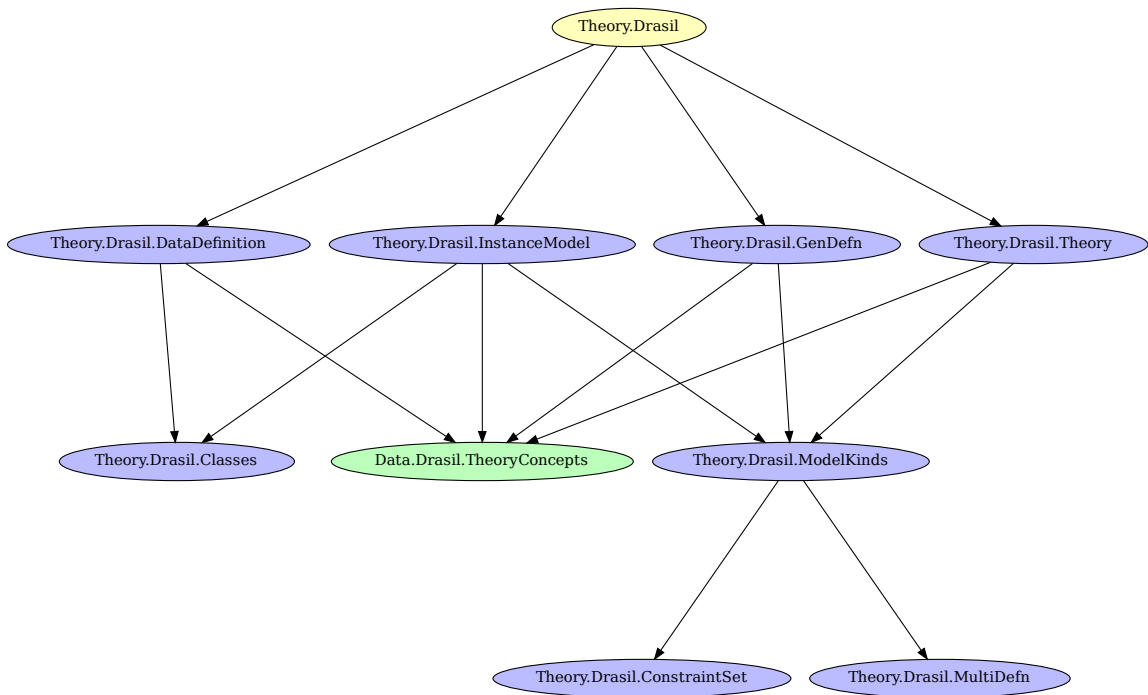 Theory.Drasil
Theory.Drasil.DataDefinition
Theory.Drasil.InstanceModel
Theory.Drasil.GenDefn
Theory.Drasil.Theory
Theory.Drasil.Classes
Data.Drasil.TheoryConcepts
Theory.Drasil.ModelKinds
Theory.Drasil.ConstraintSet
Theory.Drasil.MultiDefn